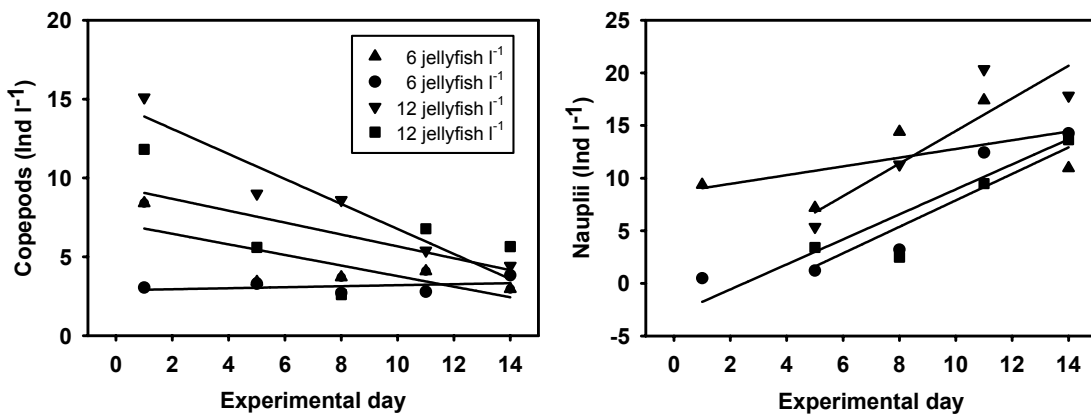 20
15
10
5
0
Copepods (Ind l⁻¹)
6 jellyfish l⁻¹
6 jellyfish l⁻¹
12 jellyfish l⁻¹
12 jellyfish l⁻¹
0 2 4 6 8 10 12 14
Experimental day
25
20
15
10
5
0
-5
Nauplii (Ind l⁻¹)
0 2 4 6 8 10 12 14
Experimental day